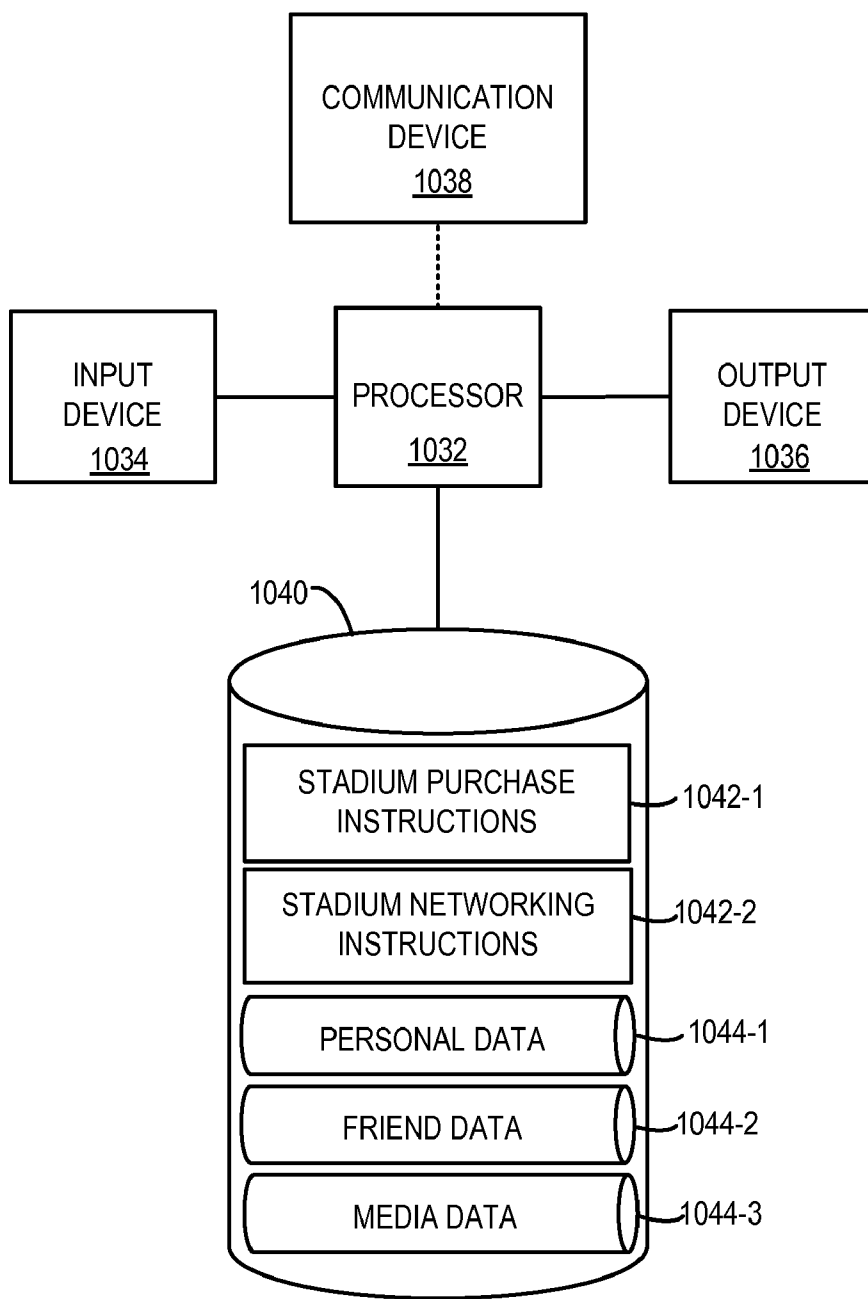 COMMUNICATION
DEVICE
1038
INPUT
DEVICE
1034
PROCESSOR
1032
OUTPUT
DEVICE
1036
1040
STADIUM PURCHASE
INSTRUCTIONS
1042-1
STADIUM NETWORKING
INSTRUCTIONS
1042-2
PERSONAL DATA
1044-1
FRIEND DATA
1044-2
MEDIA DATA
1044-3